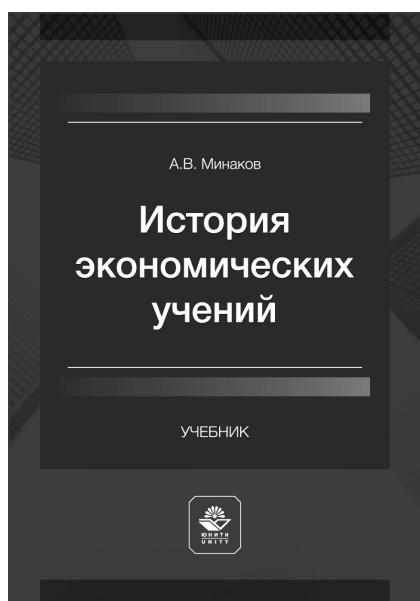 А.В. Минаков
История
экономических
учений
УЧЕБНИК
ЮНИТИ
UNITY